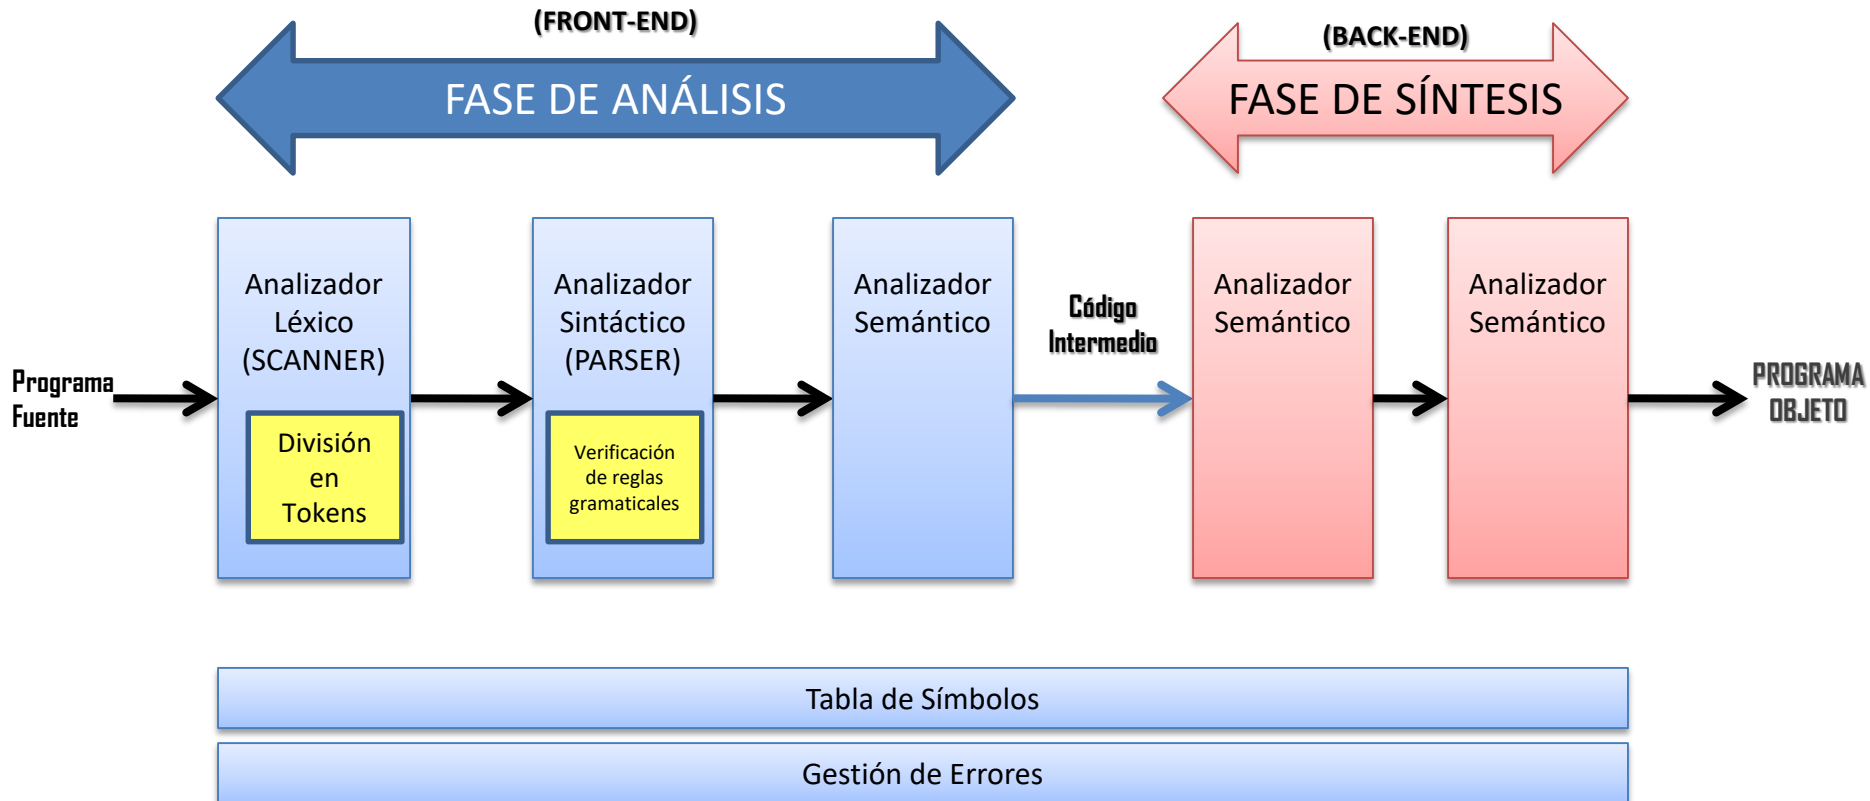 (FRONT-END)
(BACK-END)
FASE DE ANÁLISIS
FASE DE SÍNTESIS
Programa
Fuente
Analizador
Léxico
(SCANNER)
División
en
Tokens
Analizador
Sintáctico
(PARSER)
Verificación
de reglas
gramaticales
Analizador
Semántico
Código
Intermedio
Analizador
Semántico
Analizador
Semántico
PROGRAMA
OBJETO
Tabla de Símbolos
Gestión de Errores